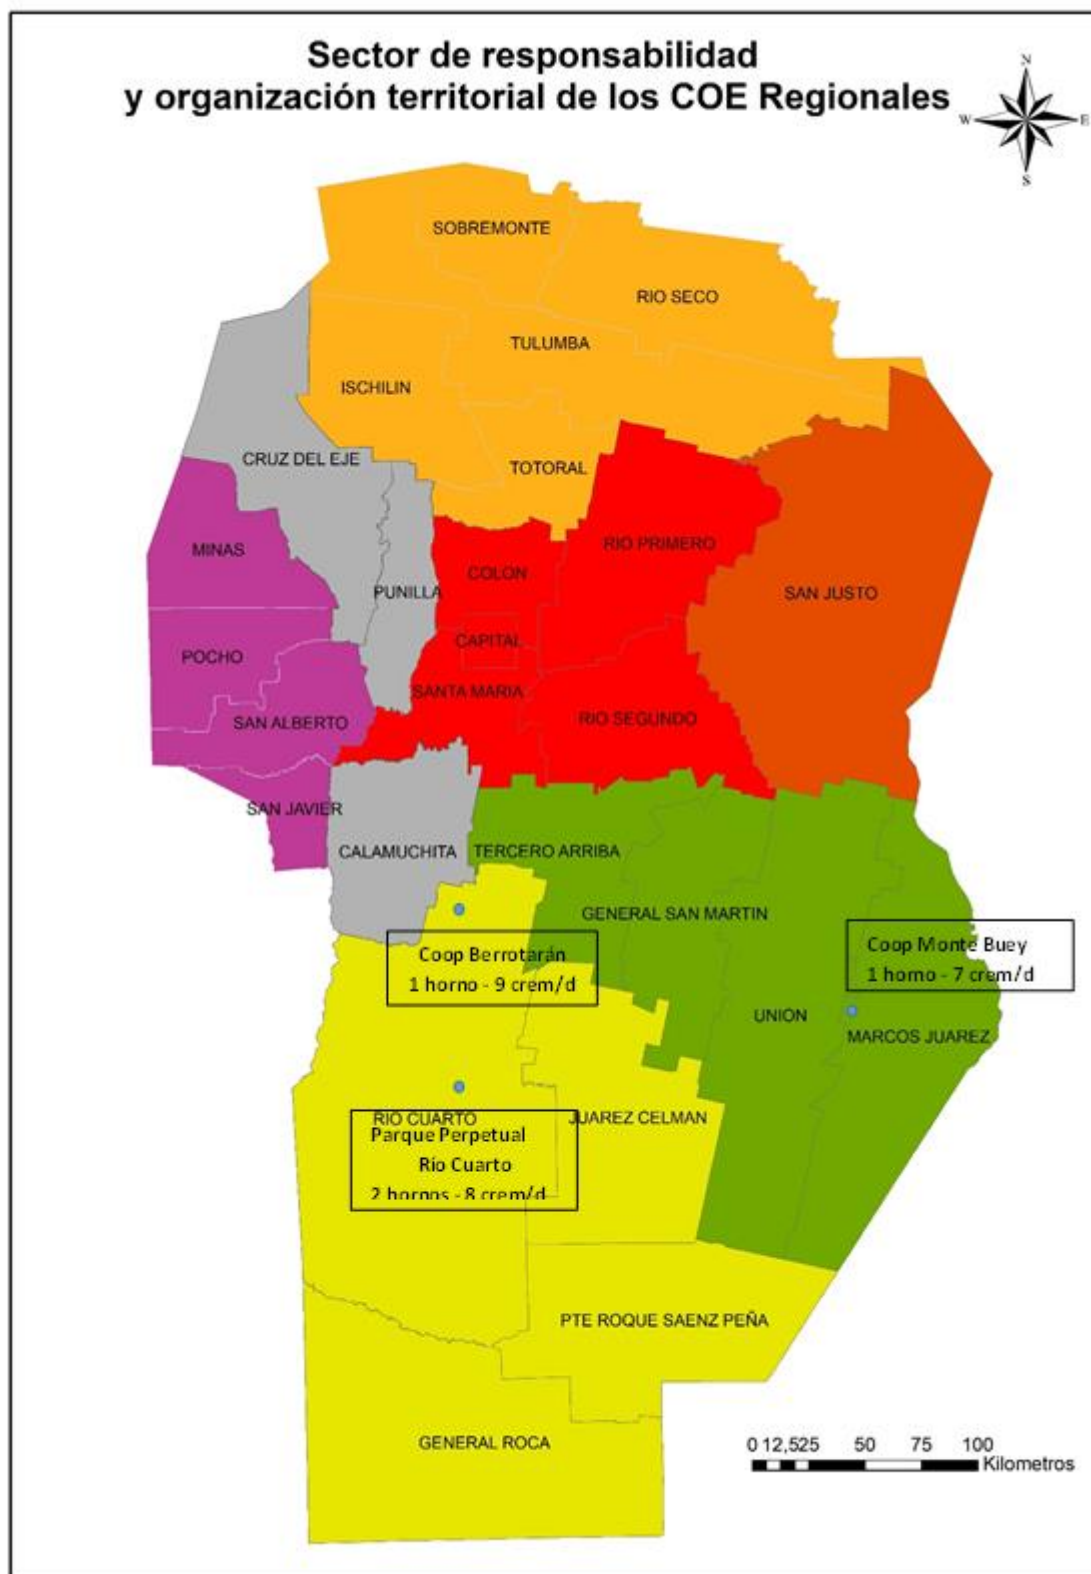 Sector de responsabilidad
y organización territorial de los COE Regionales
N
W
E
S
SOBREMONTE
RIO SECO
TULUMBA
ISCHILIN
CRUZ DEL EJE
TOTORAL
MINAS
RIO PRIMERO
COLON
PUNILLA
SAN JUSTO
CAPITAL
POCHO
SANTA MARIA
SAN ALBERTO
RIO SEGUNDO
SAN JAVIER
CALAMUCHITA
TERCERO ARRIBA
GENERAL SAN MARTIN
Coop Monte Buey
1 horno - 7 crem/d
Coop Berrotarán
1 horno - 9 crem/d
UNION
MARCOS JUAREZ
RIO CUARTO
JUAREZ CELMAN
Parque Perpetual
Río Cuarto
2 hornos - 8 crem/d
PTE ROQUE SAENZ PEÑA
GENERAL ROCA
0 12,525 50 75 100
Kilometros